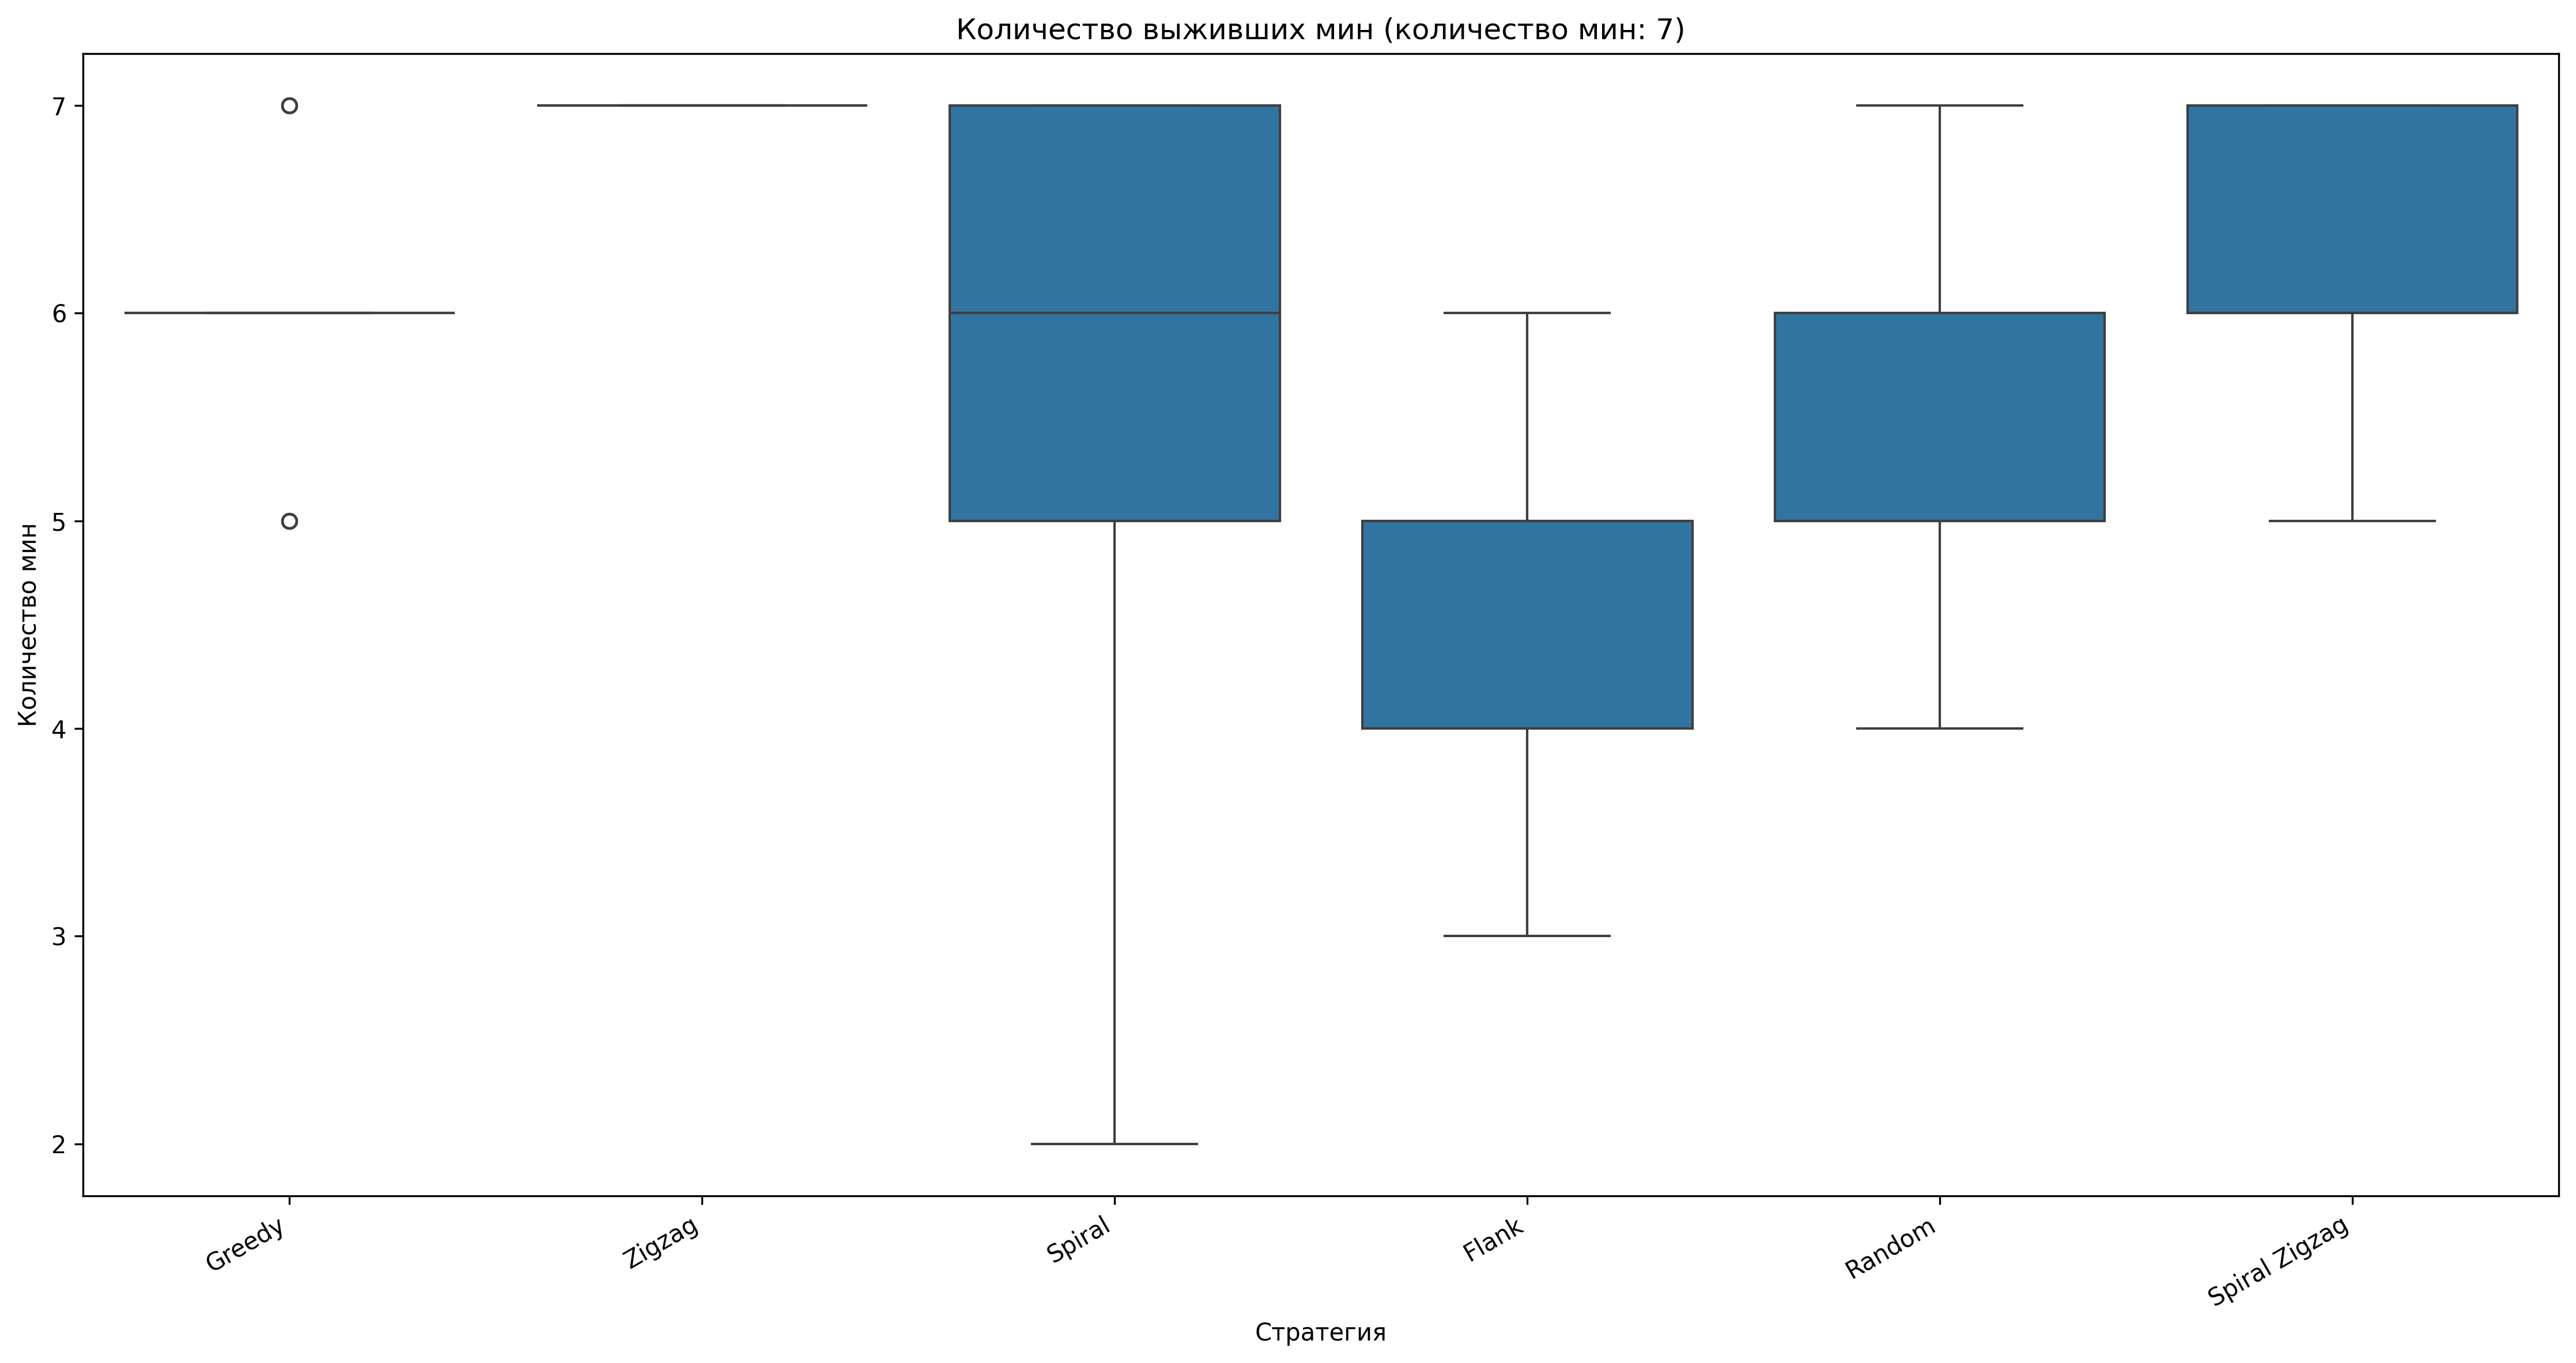 Количество выживших мин (количество мин: 7)
Количество мин
7
6
5
4
3
2
Greedy
Zigzag
Spiral
Flank
Random
Spiral Zigzag
Стратегия